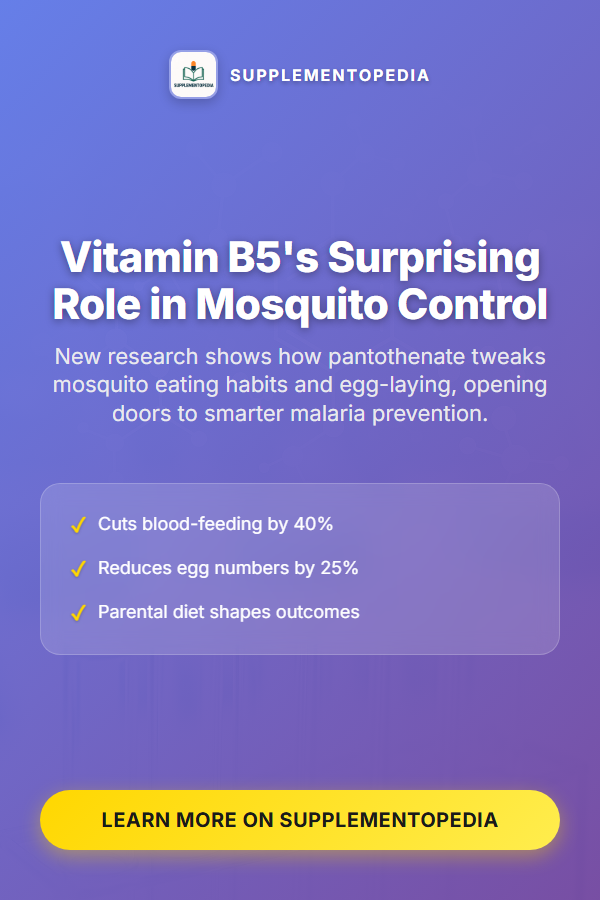 SUPPLEMENTOPEDIA
SUPPLEMENTOPEDIA
Vitamin B5's Surprising
Role in Mosquito Control
New research shows how pantothenate tweaks
mosquito eating habits and egg-laying, opening
doors to smarter malaria prevention.
✓ Cuts blood-feeding by 40%
✓ Reduces egg numbers by 25%
✓ Parental diet shapes outcomes
LEARN MORE ON SUPPLEMENTOPEDIA